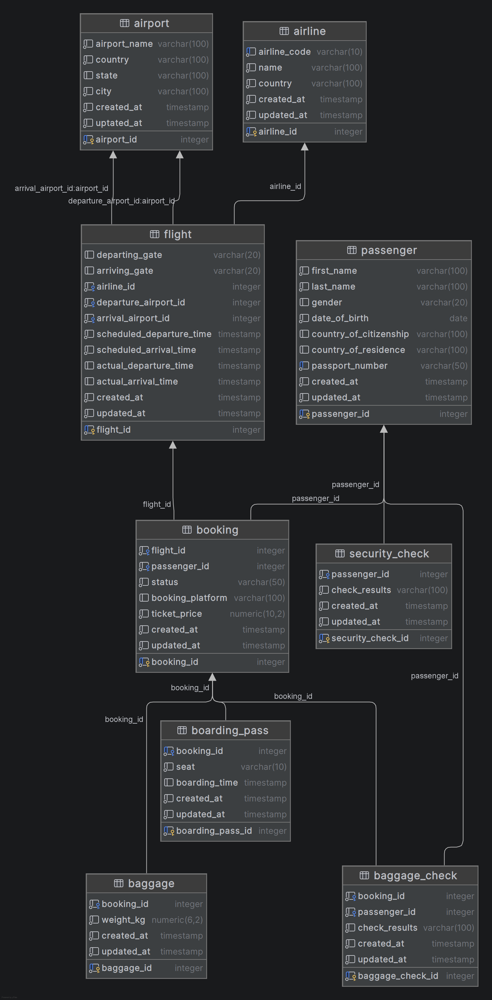 airport
airport_name varchar(100)
country varchar(100)
state varchar(100)
city varchar(100)
created_at timestamp
uptated_at timestamp
airport_id integer
airline
airline_code varchar(10)
name varchar(100)
country varchar(100)
created_at timestamp
updated_at timestamp
airline_id integer
arrival_airport_id:airport_id
departure_airport_id:airport_id
airline_id
flight
departing_gate varchar(20)
arriving_gate varchar(20)
airline_id integer
departure_airport_id integer
arrival_airport_id integer
scheduled_departure_time timestamp
scheduled_arrival_time timestamp
actual_departure_time timestamp
actual_arrival_time timestamp
created_at timestamp
updated_at timestamp
flight_id integer
passenger
first_name varchar(100)
last_name varchar(100)
gender varchar(20)
date_of_birth date
country_of_citizenship varchar(100)
country_of_residence varchar(100)
passport_number varchar(50)
created_at timestamp
updated_at timestamp
passenger_id integer
passenger_id
passenger_id
flight_id
booking
flight_id integer
passenger_id integer
status varchar(50)
booking_platform varchar(100)
ticket_price numeric(10,2)
created_at timestamp
updated_at timestamp
booking_id integer
security_check
passenger_id integer
check_results varchar(100)
created_at timestamp
updated_at timestamp
security_check_id integer
passenger_id
booking_id
booking_id
booking_id
boarding_pass
booking_id integer
seat varchar(10)
boarding_time timestamp
created_at timestamp
updated_at timestamp
boarding_pass_id integer
baggage
booking_id integer
weight_kg numeric(6,2)
created_at timestamp
updated_at timestamp
baggage_id integer
baggage_check
booking_id integer
passenger_id integer
check_results varchar(100)
created_at timestamp
updated_at timestamp
baggage_check_id integer